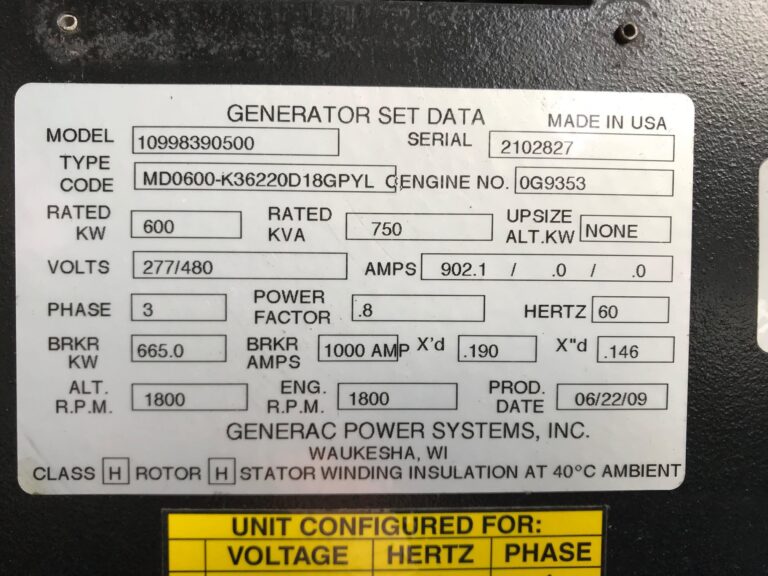 GENERATOR SET DATA MADE IN USA
MODEL 10998390500 SERIAL 2102827
TYPE CODE MD0600-K36220D18GPYL ENGINE NO. 0G9353
RATED KW 600 RATED KVA 750 UPSIZE ALT.KW NONE
VOLTS 277/480 AMPS 902.1 / .0 / .0
PHASE 3 POWER FACTOR .8 HERTZ 60
BRKR KW 665.0 BRKR AMPS 1000 AMP X'd .190 X"d .146
ALT. R.P.M. 1800 ENG. R.P.M. 1800 PROD. DATE 06/22/09
GENERAC POWER SYSTEMS, INC.
WAUKESHA, WI
CLASS H ROTOR H STATOR WINDING INSULATION AT 40°C AMBIENT
UNIT CONFIGURED FOR:
VOLTAGE HERTZ PHASE